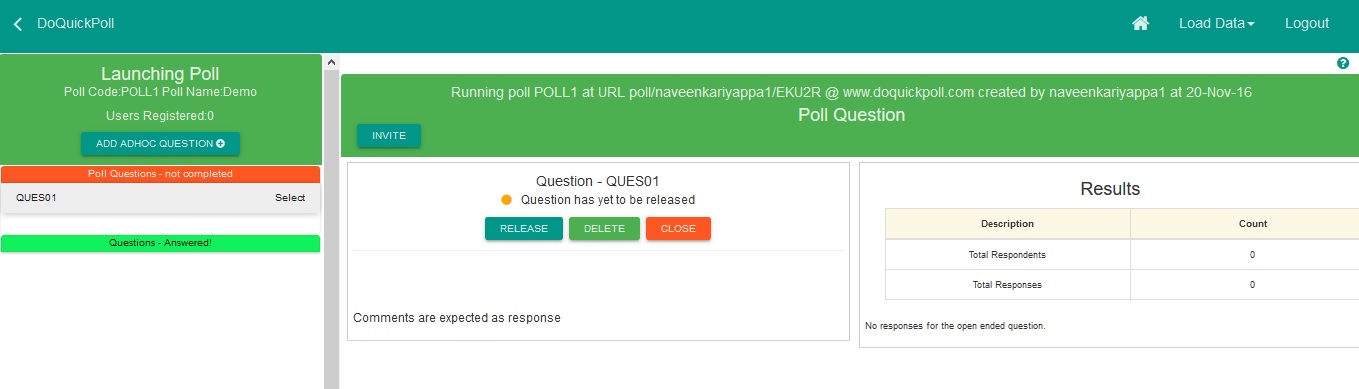 DoQuickPoll
Load Data
Logout
Launching Poll
Poll Code:POLL1 Poll Name:Demo
Users Registered:0
ADD ADHOC QUESTION
Poll Questions - not completed
QUES01 Select
Questions - Answered!
Running poll POLL1 at URL poll/naveenkariyappa1/EKU2R @ www.doquickpoll.com created by naveenkariyappa1 at 20-Nov-16
Poll Question
INVITE
Question - QUES01
Question has yet to be released
RELEASE DELETE CLOSE
Comments are expected as response
Results
Description Count
Total Respondents 0
Total Responses 0
No responses for the open ended question.